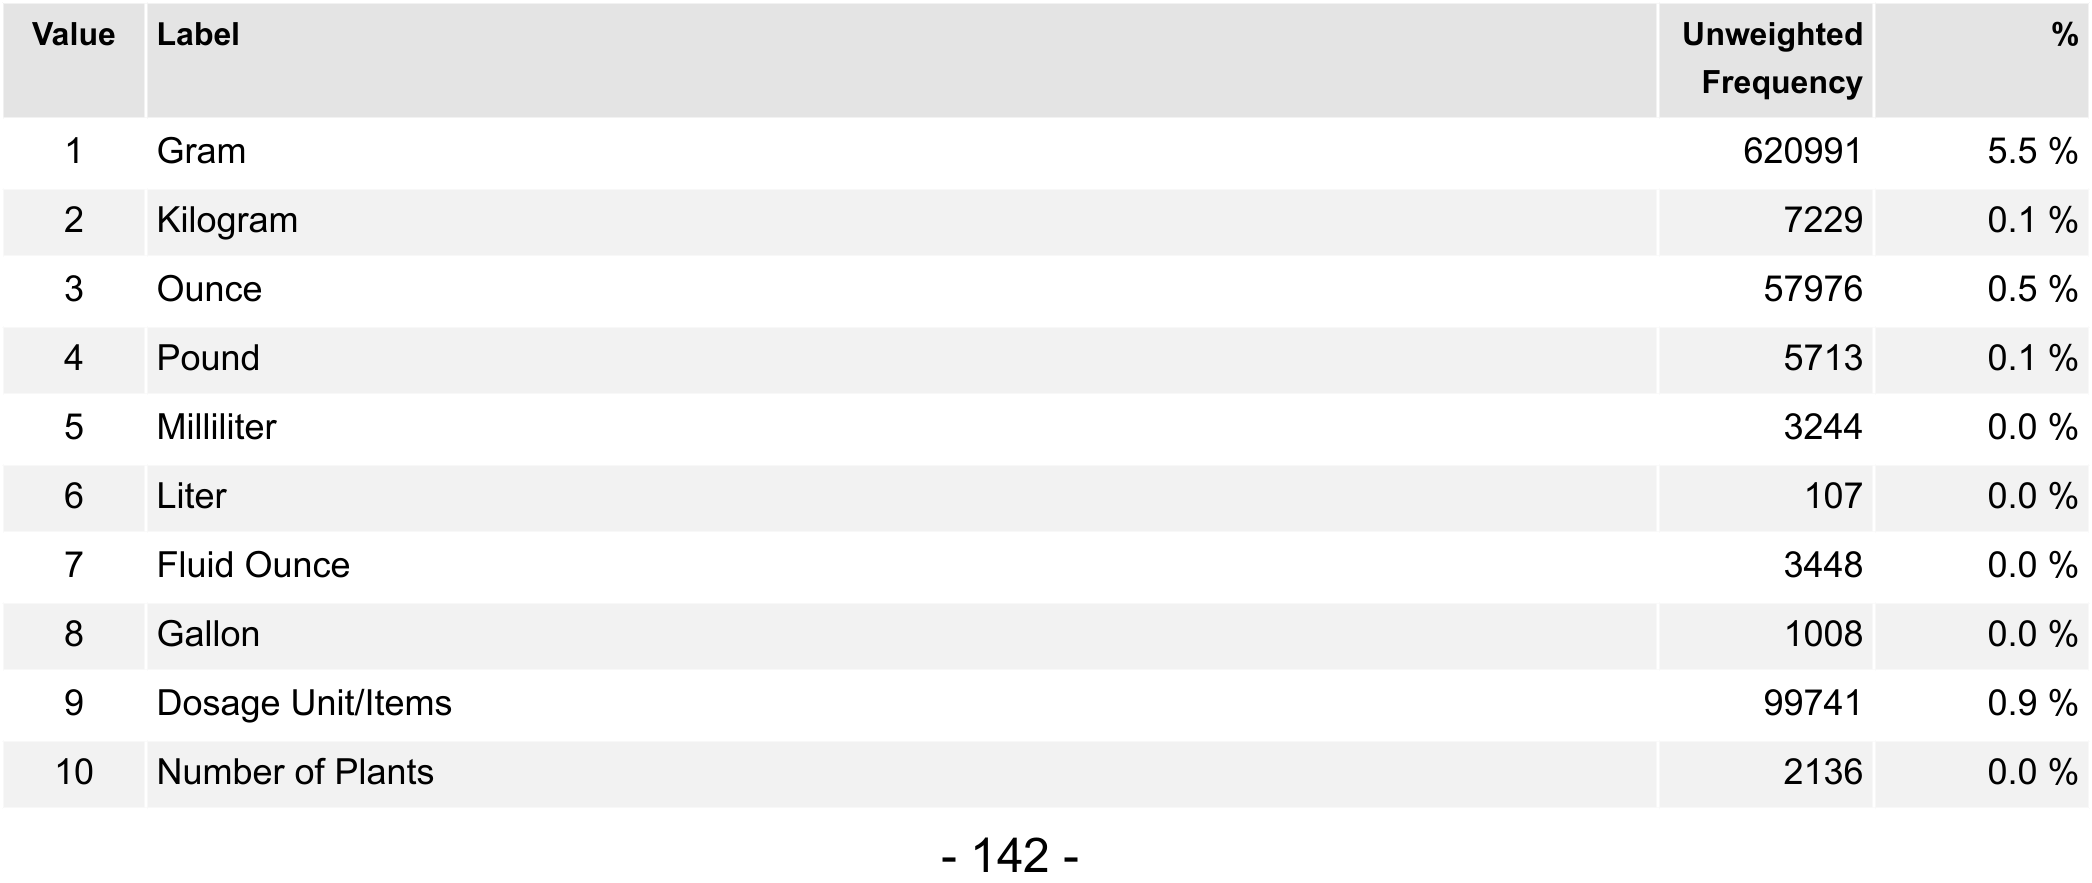 Value Label Unweighted Frequency %
1 Gram 620991 5.5 %
2 Kilogram 7229 0.1 %
3 Ounce 57976 0.5 %
4 Pound 5713 0.1 %
5 Milliliter 3244 0.0 %
6 Liter 107 0.0 %
7 Fluid Ounce 3448 0.0 %
8 Gallon 1008 0.0 %
9 Dosage Unit/Items 99741 0.9 %
10 Number of Plants 2136 0.0 %
- 142 -